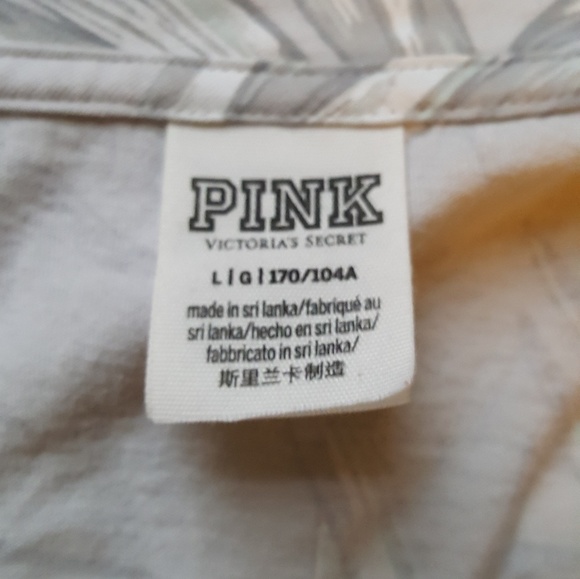 PINK
VICTORIA'S SECRET
L | G | 170/104A
made in sri lanka/fabriqué au
sri lanka/hecho en sri lanka/
fabbricato in sri lanka/
斯里兰卡制造